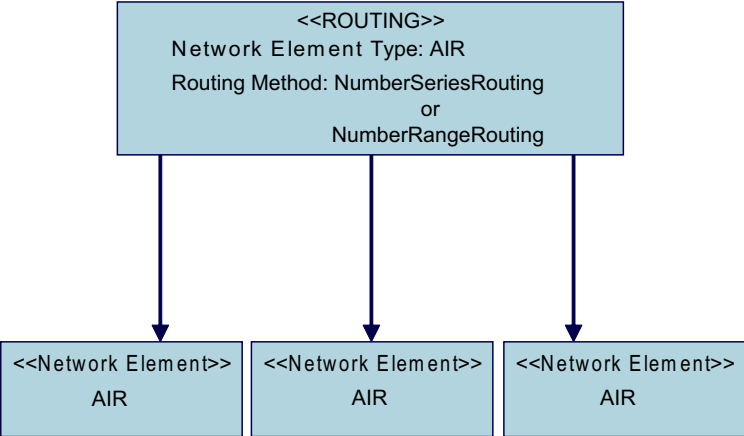 <<ROUTING>>
Network Element Type: AIR
Routing Method: NumberSeriesRouting
or
NumberRangeRouting
<<Network Element>>
AIR
<<Network Element>>
AIR
<<Network Element>>
AIR